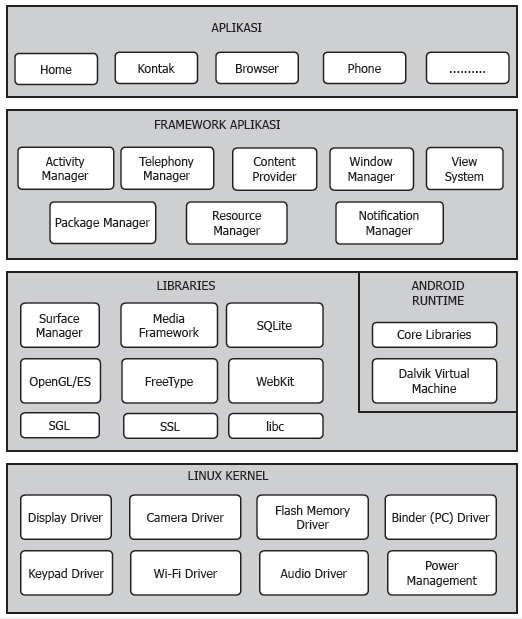 APLIKASI
Home
Kontak
Browser
Phone
..........
FRAMEWORK APLIKASI
Activity
Manager
Telephony
Manager
Content
Provider
Window
Manager
View
System
Package Manager
Resource
Manager
Notification
Manager
LIBRARIES
Surface
Manager
Media
Framework
SQLite
OpenGL/ES
FreeType
WebKit
SGL
SSL
libc
ANDROID
RUNTIME
Core Libraries
Dalvik Virtual
Machine
LINUX KERNEL
Display Driver
Camera Driver
Flash Memory
Driver
Binder (PC) Driver
Keypad Driver
Wi-Fi Driver
Audio Driver
Power
Management